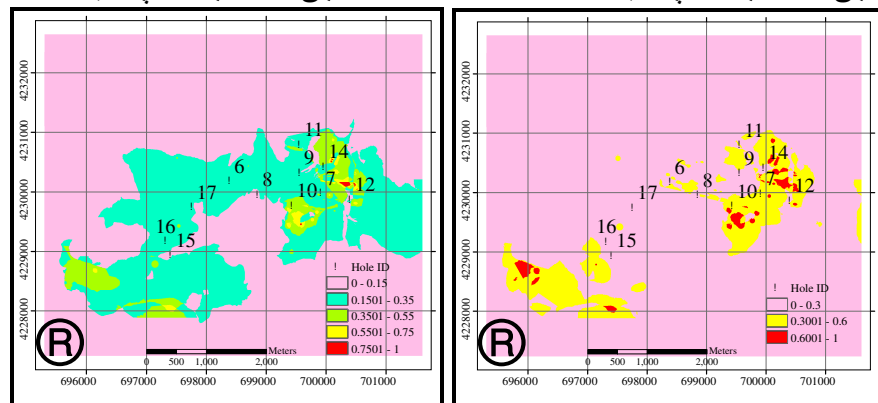 4232000
4231000
4230000
4229000
4228000
11
9
14
6
8
7
12
10
17
16
15
! Hole ID
0 - 0.15
0.1501 - 0.35
0.3501 - 0.55
0.5501 - 0.75
0.7501 - 1
R
Meters
0 500 1,000 2,000
696000 697000 698000 699000 700000 701000
4232000
4231000
4230000
4229000
4228000
11
9
14
6
8
7
12
10
17
16
15
! Hole ID
0 - 0.3
0.3001 - 0.6
0.6001 - 1
R
Meters
0 500 1,000 2,000
696000 697000 698000 699000 700000 701000